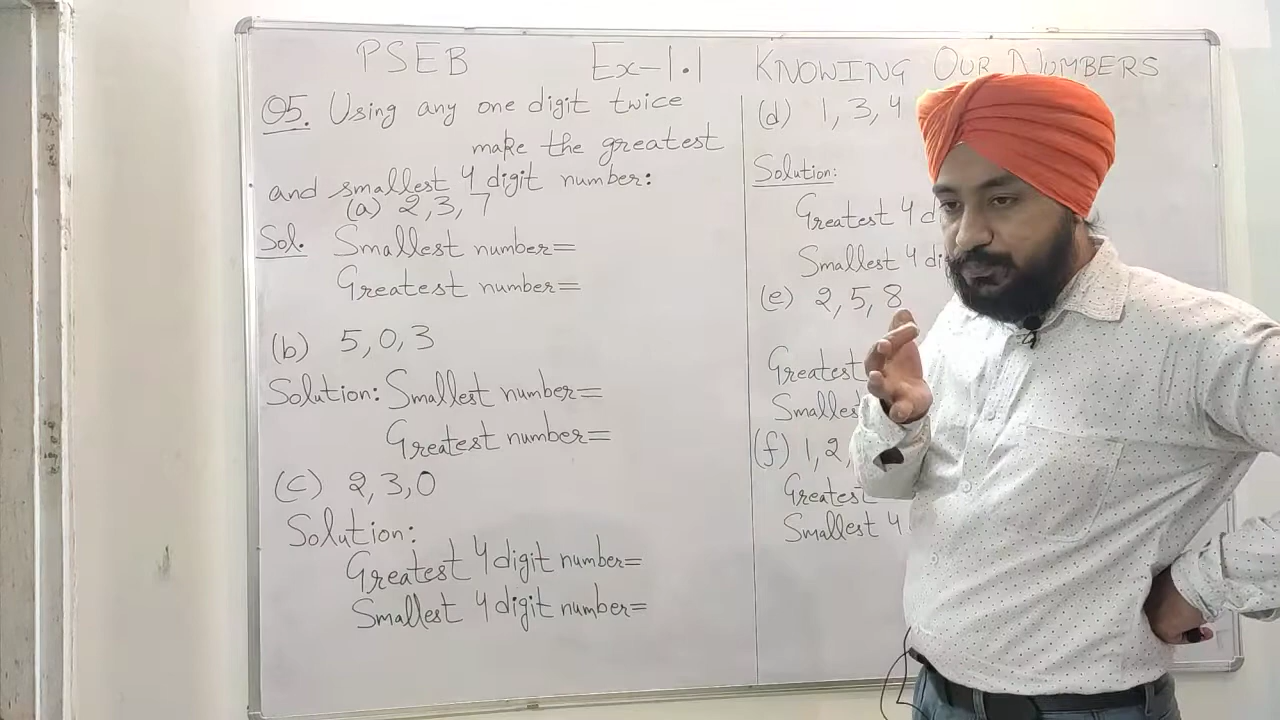 PSEB Ex-1.1 KNOWING OUR NUMBERS
Q5. Using any one digit twice
make the greatest
and smallest 4 digit number:
(a) 2, 3, 7
Sol. Smallest number=
Greatest number=
(b) 5, 0, 3
Solution: Smallest number=
Greatest number=
(c) 2, 3, 0
Solution:
Greatest 4 digit number=
Smallest 4 digit number=
(d) 1, 3, 4
Solution:
Greatest 4
Smallest 4
(e) 2, 5, 8
Greatest
Smalles
(f) 1, 2,
Greatest
Smallest 4